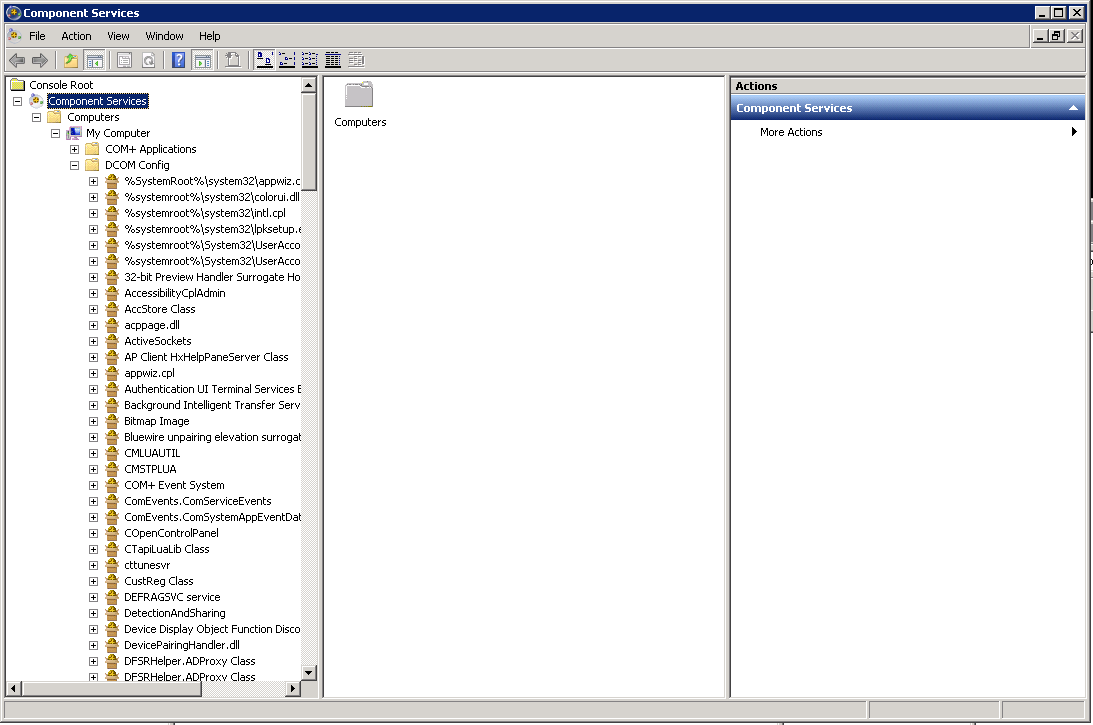 Component Services
File Action View Window Help
Console Root
Component Services
Computers
My Computer
COM+ Applications
DCOM Config
%SystemRoot%\system32\appwiz.c
%systemroot%\system32\colorui.dll
%systemroot%\system32\intl.cpl
%systemroot%\system32\lpksetup.e
%systemroot%\System32\UserAcco
%systemroot%\System32\UserAcco
32-bit Preview Handler Surrogate Ho
AccessibilityCplAdmin
AccStore Class
acppage.dll
ActiveSockets
AP Client HxHelpPaneServer Class
appwiz.cpl
Authentication UI Terminal Services E
Background Intelligent Transfer Serv
Bitmap Image
Bluewire unpairing elevation surrogat
CMLUAUTIL
CMSTPLUA
COM+ Event System
ComEvents.ComServiceEvents
ComEvents.ComSystemAppEventDat
COpenControlPanel
CTapiLuaLib Class
cttunesvr
CustReg Class
DEFRAGSVC service
DetectionAndSharing
Device Display Object Function Disco
DevicePairingHandler.dll
DFSRHelper.ADProxy Class
DFSRHelper.ADProxy Class
Computers
Actions
Component Services
More Actions